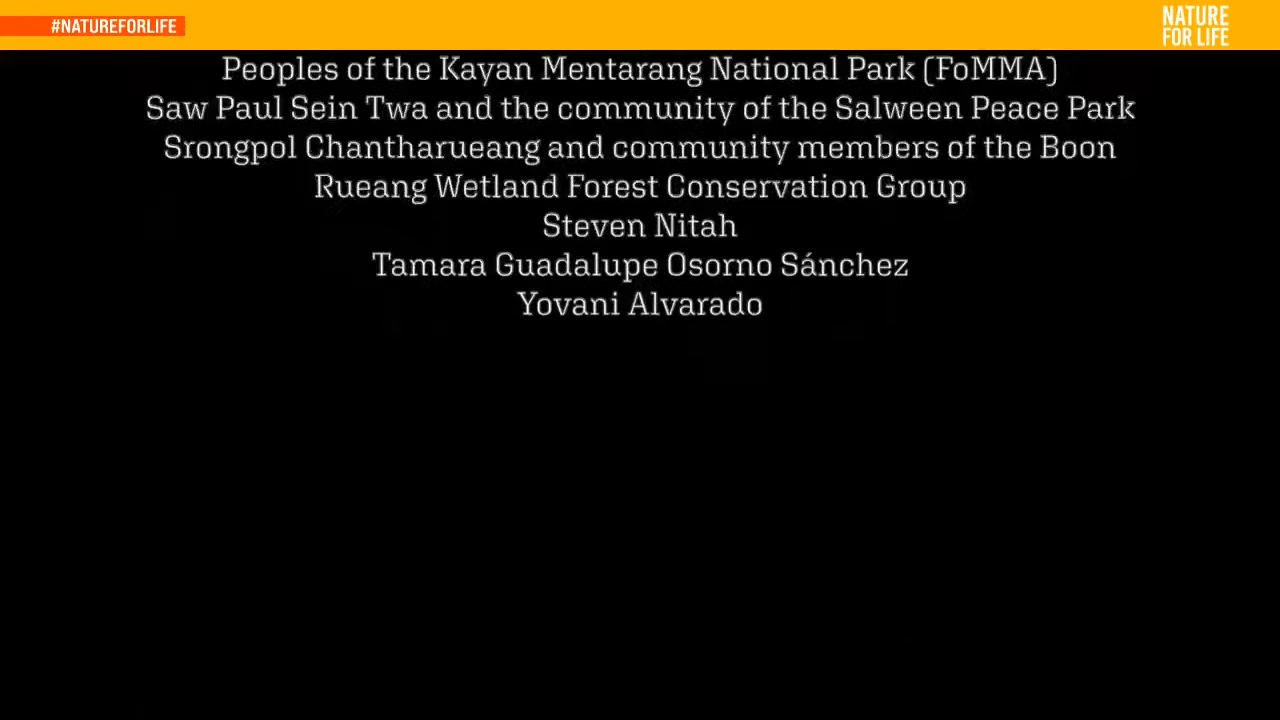 #NATUREFORLIFE
NATURE
FOR LIFE
Peoples of the Kayan Mentarang National Park (FoMMA)
Saw Paul Sein Twa and the community of the Salween Peace Park
Srongpol Chantharueang and community members of the Boon
Rueang Wetland Forest Conservation Group
Steven Nitah
Tamara Guadalupe Osorno Sánchez
Yovani Alvarado